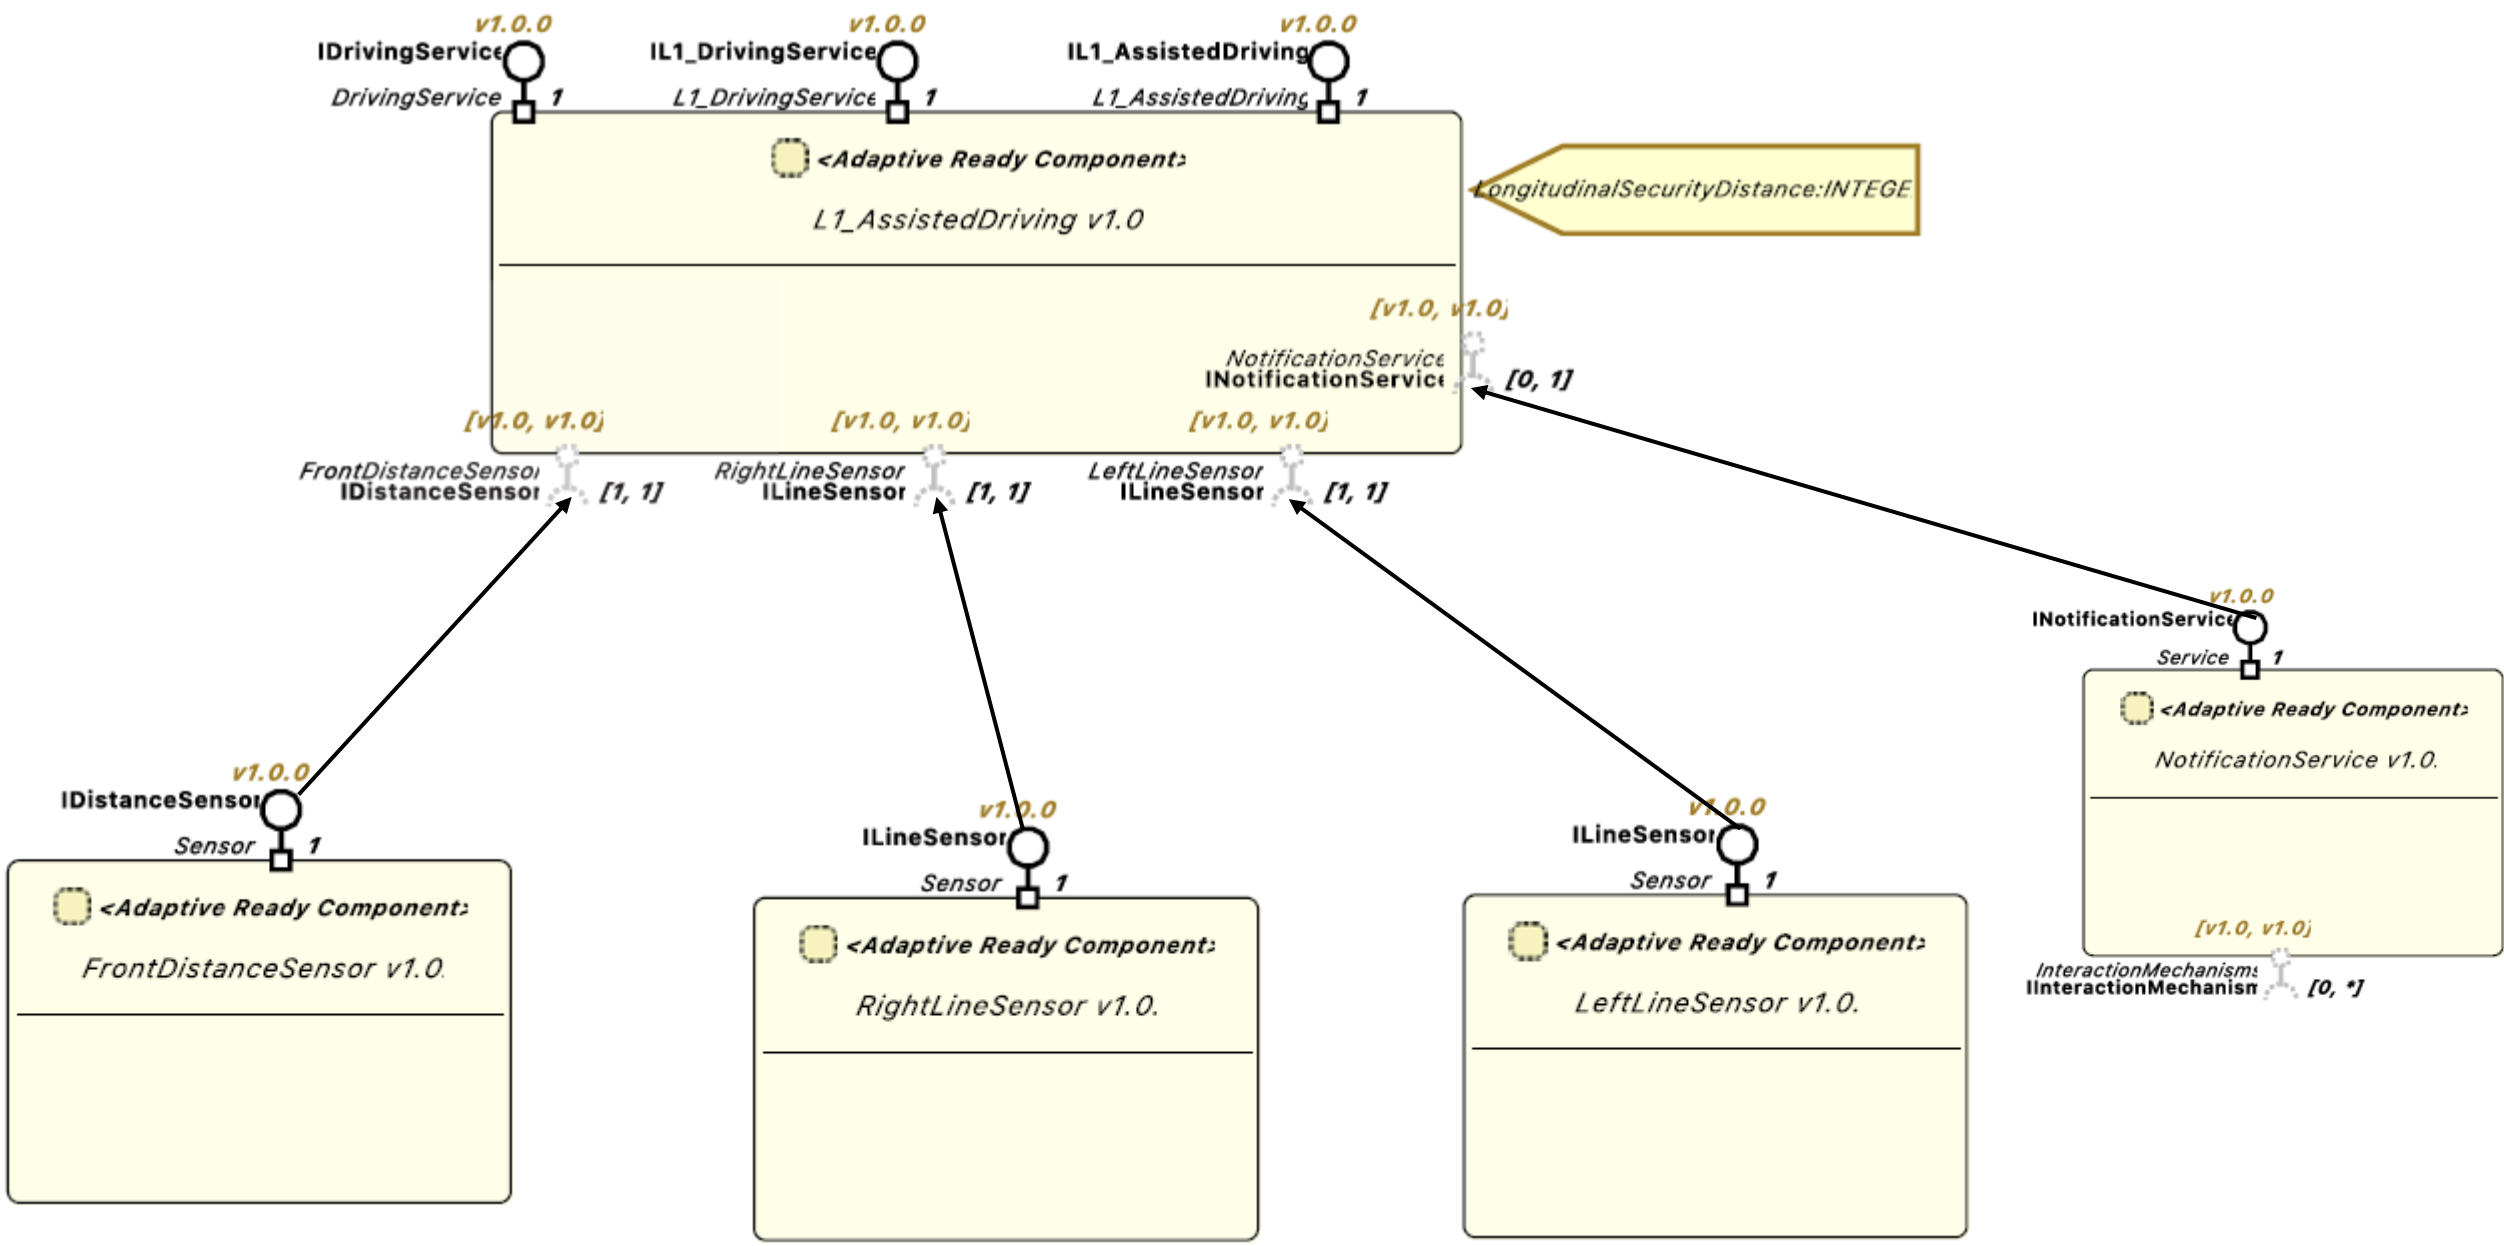 v1.0.0
v1.0.0
v1.0.0
IDrivingService
IL1_DrivingService
IL1_AssistedDriving
DrivingService 1
L1_DrivingService 1
L1_AssistedDriving 1
<Adaptive Ready Component>
L1_AssistedDriving v1.0
LongitudinalSecurityDistance:INTEGE
[v1.0, v1.0]
NotificationService
INotificationService
[0, 1]
[v1.0, v1.0]
[v1.0, v1.0]
[v1.0, v1.0]
FrontDistanceSensor
IDistanceSensor
[1, 1]
RightLineSensor
ILineSensor
[1, 1]
LeftLineSensor
ILineSensor
[1, 1]
v1.0.0
INotificationService
Service 1
<Adaptive Ready Component>
NotificationService v1.0.
[v1.0, v1.0]
InteractionMechanisms
IInteractionMechanism
[0, *]
v1.0.0
IDistanceSensor
Sensor 1
<Adaptive Ready Component>
FrontDistanceSensor v1.0.
v1.0.0
ILineSensor
Sensor 1
<Adaptive Ready Component>
RightLineSensor v1.0.
v1.0.0
ILineSensor
Sensor 1
<Adaptive Ready Component>
LeftLineSensor v1.0.